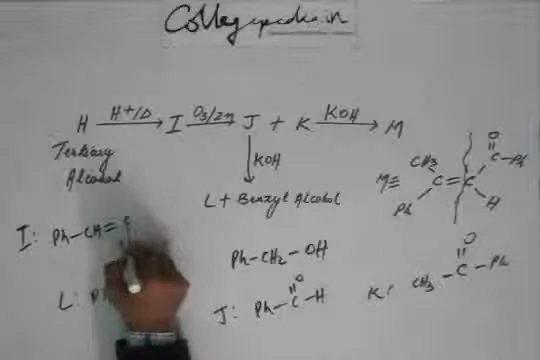 Collegepedia.in
H —H+/Δ→ I —O3/Zn→ J + K —KOH→ M
Tertiary
Alcohol
↓ KOH
L + Benzyl Alcohol
M ≡
CH3
Ph
C=C
O
||
C-Ph
H
I: Ph-CH=C
Ph-CH2-OH
L: Ph
J: Ph-C-H
O
||
K: CH3-C-Ph
O
||